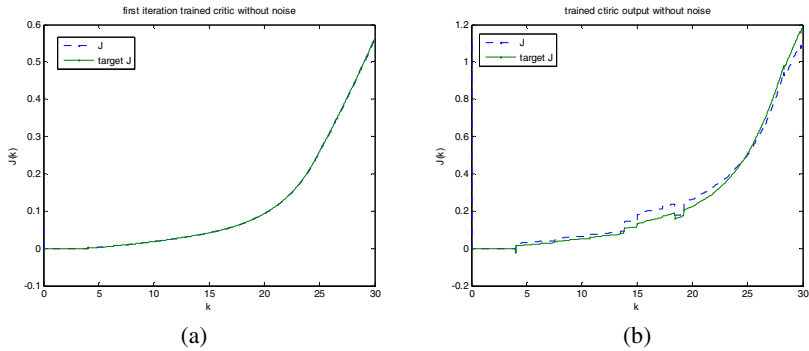 first iteration trained critic without noise
0.6
0.5
0.4
0.3
0.2
0.1
0
-0.1
J(k)
J
target J
0 5 10 15 20 25 30
k
(a)
trained ctiric output without noise
1.2
1
0.8
0.6
0.4
0.2
0
-0.2
J(k)
J
target J
0 5 10 15 20 25 30
k
(b)